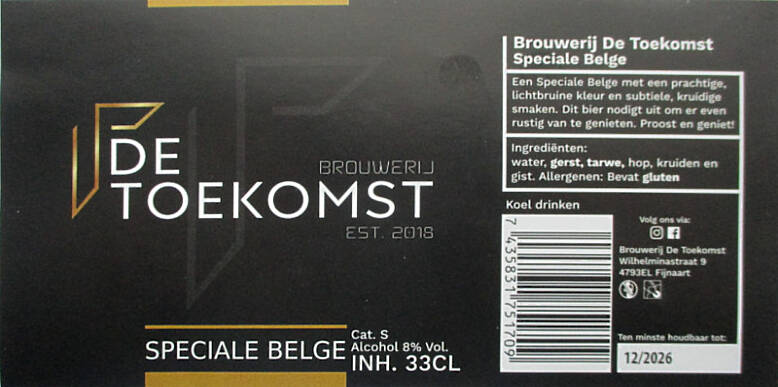 DE
BROUWERIJ
TOEKOMST
EST. 2018
SPECIALE BELGE
Cat. S
Alcohol 8% Vol.
INH. 33CL
Brouwerij De Toekomst
Speciale Belge
Een Speciale Belge met een prachtige,
lichtbruine kleur en subtiele, kruidige
smaken. Dit bier nodigt uit om er even
rustig van te genieten. Proost en geniet!
Ingrediënten:
water, gerst, tarwe, hop, kruiden en
gist. Allergenen: Bevat gluten
Koel drinken
7 435831 751709
Volg ons via:
Brouwerij De Toekomst
Wilhelminastraat 9
4793EL Fijnaart
Ten minste houdbaar tot:
12/2026